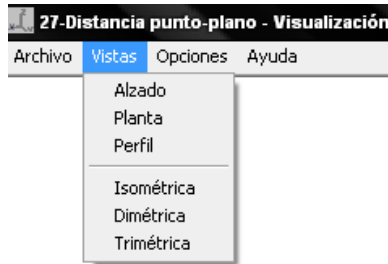 27-Distancia punto-plano - Visualización
Archivo Vistas Opciones Ayuda
Alzado
Planta
Perfil
Isométrica
Dimétrica
Trimétrica